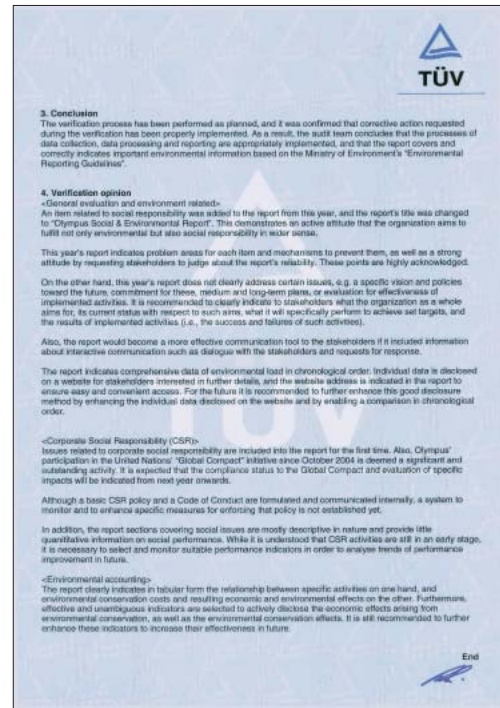 TÜV
3. Conclusion
The verification process has been performed as planned, and it was confirmed that corrective action requested
during the verification has been properly implemented. As a result, the audit team concludes that the processes of
data collection, data processing and reporting are appropriately implemented, and that the report covers and
correctly indicates important environmental information based on the Ministry of Environment's "Environmental
Reporting Guidelines".
4. Verification opinion
<General evaluation and environment related>
An item related to social responsibility was added to the report from this year, and the report's title was changed
to "Olympus Social & Environmental Report". This demonstrates an active attitude that the organization aims to
fulfill not only environmental but also social responsibility in wider sense.
This year's report indicates problem areas for each item and mechanisms to prevent them, as well as a strong
attitude by requesting stakeholders to judge about the report's reliability. These points are highly acknowledged.
On the other hand, this year's report does not clearly address certain issues, e.g. a specific vision and policies
toward the future, commitment for these, medium and long-term plans, or evaluation for effectiveness of
implemented activities. It is recommended to clearly indicate to stakeholders what the organization as a whole
aims for, its current status with respect to such aims, what it will specifically perform to achieve set targets, and
the results of implemented activities (i.e., the success and failures of such activities).
Also, the report would become a more effective communication tool to the stakeholders if it included information
about interactive communication such as dialogue with the stakeholders and requests for response.
The report indicates comprehensive data of environmental load in chronological order. Individual data is disclosed
on a website for stakeholders interested in further details, and the website address is indicated in the report to
ensure easy and convenient access. For the future it is recommended to further enhance this good disclosure
method by enhancing the individual data disclosed on the website and by enabling a comparison in chronological
order.
<Corporate Social Responsibility (CSR)>
Issues related to corporate social responsibility are included into the report for the first time. Also, Olympus'
participation in the United Nations' "Global Compact" initiative since October 2004 is deemed a significant and
outstanding activity. It is expected that the compliance status to the Global Compact and evaluation of specific
impacts will be indicated from next year onwards.
Although a basic CSR policy and a Code of Conduct are formulated and communicated internally, a system to
monitor and to enhance specific measures for enforcing that policy is not established yet.
In addition, the report sections covering social issues are mostly descriptive in nature and provide little
quantitative information on social performance. While it is understood that CSR activities are still in an early stage,
it is necessary to select and monitor suitable performance indicators in order to analyse trends of performance
improvement in future.
<Environmental accounting>
The report clearly indicates in tabular form the relationship between specific activities on one hand, and
environmental conservation costs and resulting economic and environmental effects on the other. Furthermore,
effective and unambiguous indicators are selected to actively disclose the economic effects arising from
environmental conservation, as well as the environmental conservation effects. It is still recommended to further
enhance these indicators to increase their effectiveness in future.
End